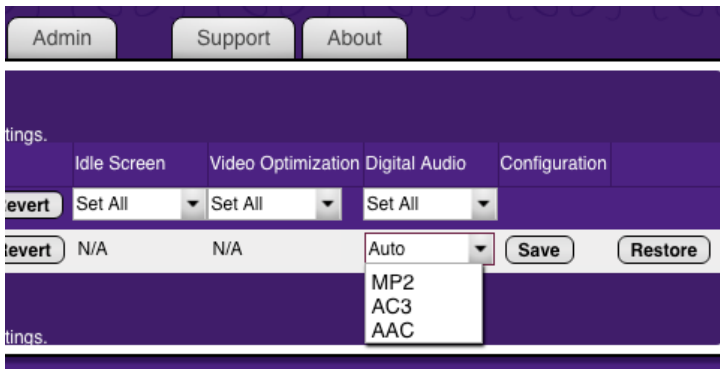 Admin Support About
tings.
Idle Screen Video Optimization Digital Audio Configuration
evert Set All Set All Set All
evert N/A N/A Auto Save Restore
MP2
AC3
AAC
tings.